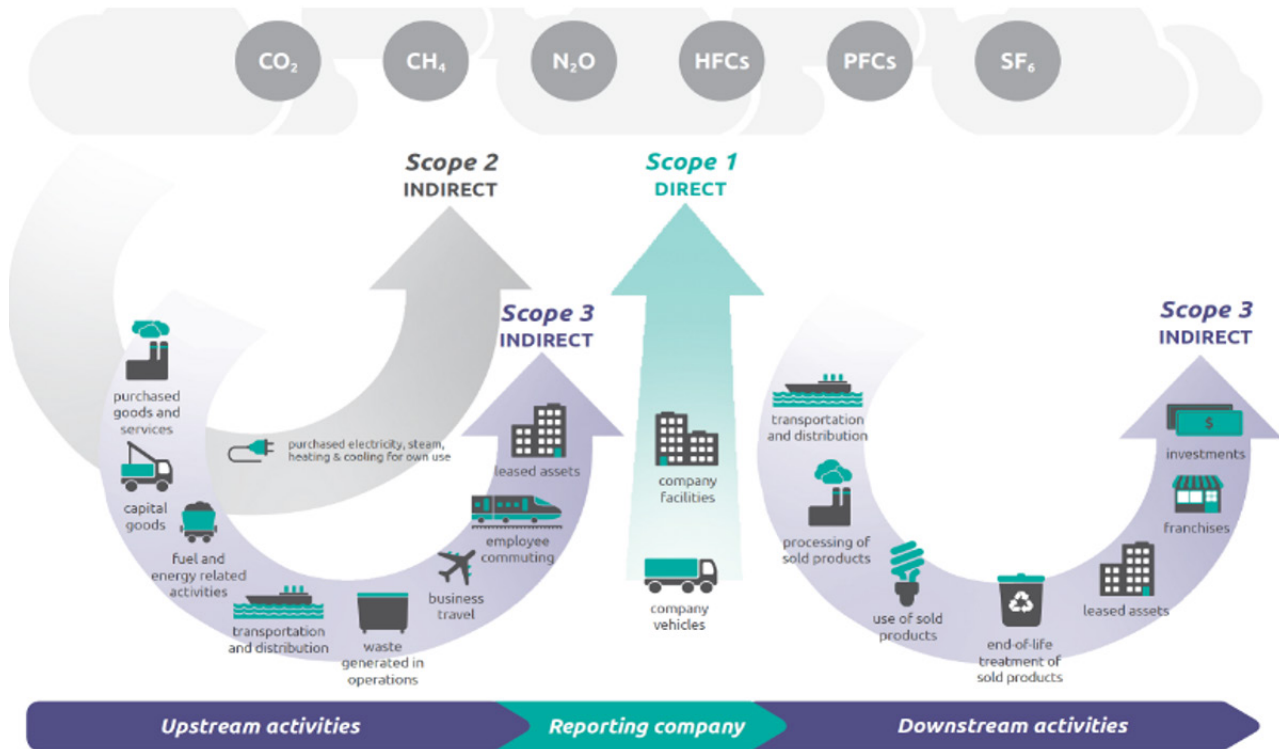 CO₂
CH₄
N₂O
HFCs
PFCs
SF₆
Scope 2
INDIRECT
Scope 1
DIRECT
Scope 3
INDIRECT
Scope 3
INDIRECT
purchased
goods and
services
capital
goods
fuel and
energy related
activities
transportation
and distribution
waste
generated in
operations
business
travel
employee
commuting
leased assets
purchased electricity, steam,
heating & cooling for own use
company
facilities
company
vehicles
transportation
and distribution
processing of
sold products
use of sold
products
end-of-life
treatment of
sold products
leased assets
franchises
$
investments
Upstream activities
Reporting company
Downstream activities